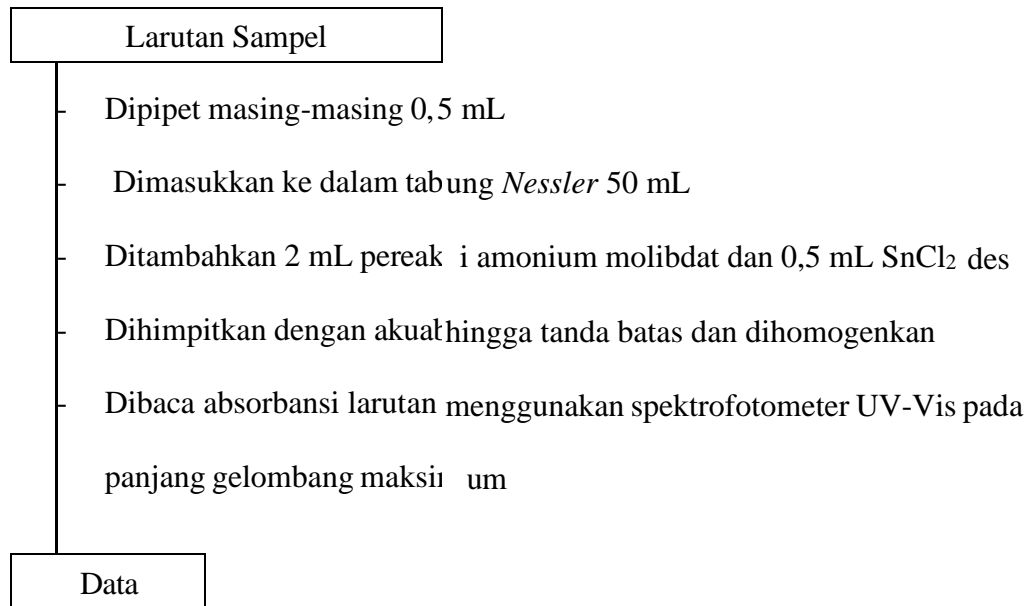 Larutan Sampel
- Dipipet masing-masing 0,5 mL
- Dimasukkan ke dalam tabung Nessler 50 mL
- Ditambahkan 2 mL pereak i amonium molibdat dan 0,5 mL SnCl₂ des
- Dihimpitkan dengan hingga tanda batas dan dihomogenkan
- Dibaca absorbansi larutan menggunakan spektrofotometer UV-Vis pada
panjang gelombang maksi um
Data